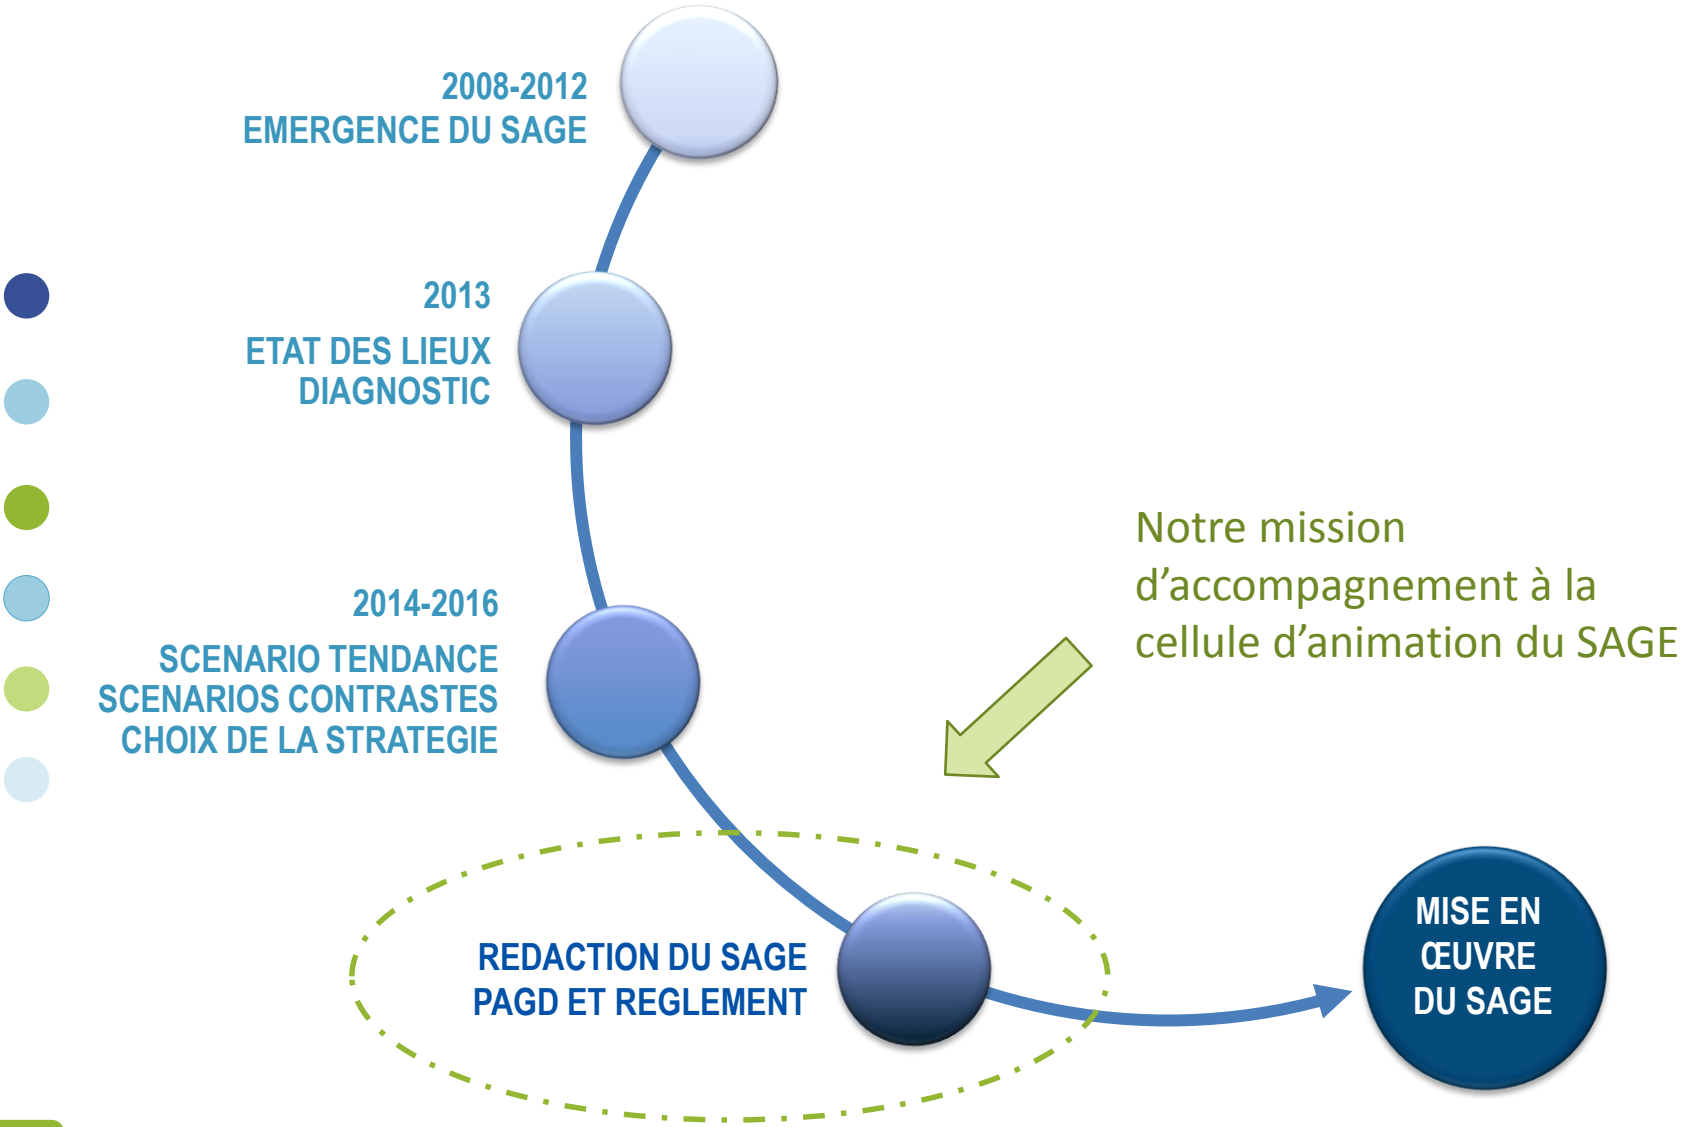 2008-2012
EMERGENCE DU SAGE
2013
ETAT DES LIEUX
DIAGNOSTIC
2014-2016
SCENARIO TENDANCE
SCENARIOS CONTRASTES
CHOIX DE LA STRATEGIE
Notre mission
d’accompagnement à la
cellule d’animation du SAGE
REDACTION DU SAGE
PAGD ET REGLEMENT
MISE EN
ŒUVRE
DU SAGE